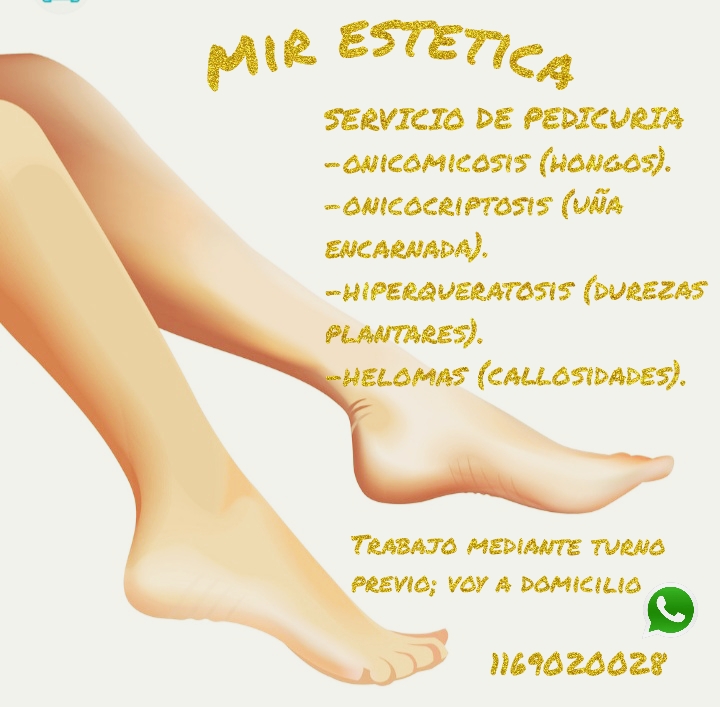 MIR ESTETICA
SERVICIO DE PEDICURIA
-ONICOMICOSIS (HONGOS).
-ONICOCRIPTOSIS (UÑA
ENCARNADA).
-HIPERQUERATOSIS (DUREZAS
PLANTARES).
-HELOMAS (CALLOSIDADES).
TRABAJO MEDIANTE TURNO
PREVIO; VOY A DOMICILIO
1169020028